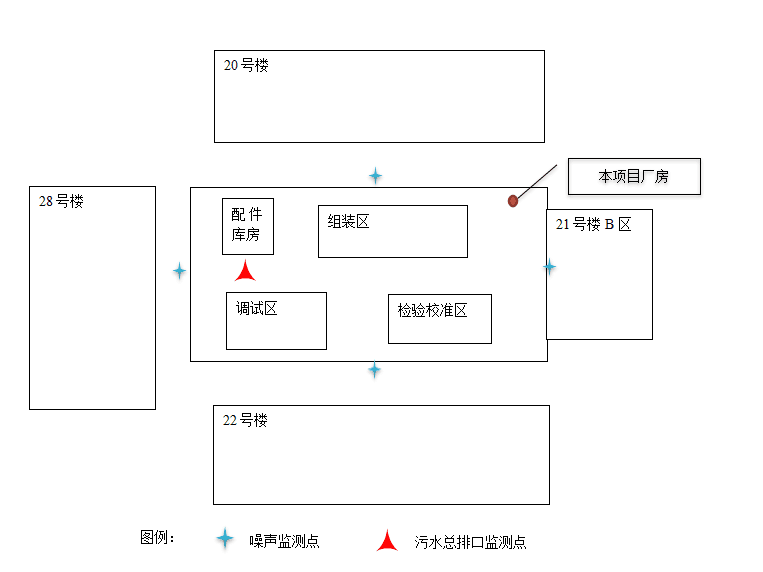 20号楼
本项目厂房
28号楼
配件
库房
组装区
21号楼B区
调试区
检验校准区
22号楼
图例：
噪声监测点
污水总排口监测点